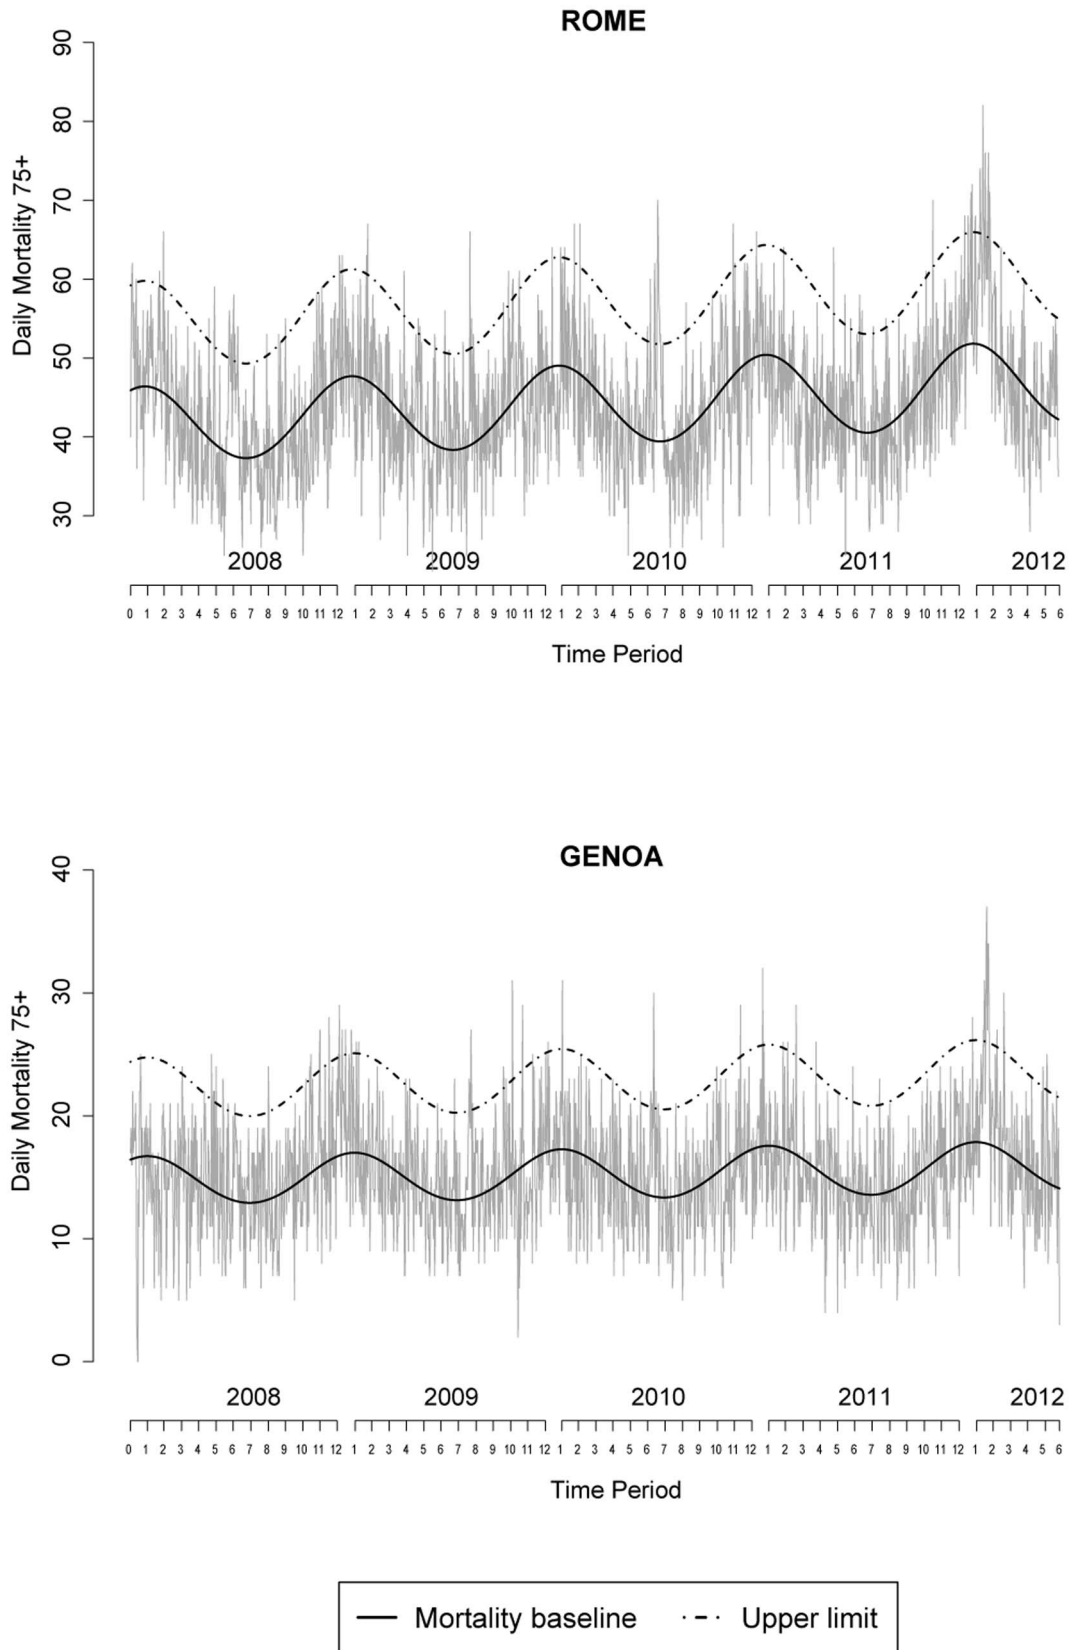 ROME
Daily Mortality 75+
90
80
70
60
50
40
30
2008 2009 2010 2011 2012
0 1 2 3 4 5 6 7 8 9 10 11 12 1 2 3 4 5 6 7 8 9 10 11 12 1 2 3 4 5 6 7 8 9 10 11 12 1 2 3 4 5 6 7 8 9 10 11 12 1 2 3 4 5 6
Time Period
GENOA
Daily Mortality 75+
40
30
20
10
0
2008 2009 2010 2011 2012
0 1 2 3 4 5 6 7 8 9 10 11 12 1 2 3 4 5 6 7 8 9 10 11 12 1 2 3 4 5 6 7 8 9 10 11 12 1 2 3 4 5 6 7 8 9 10 11 12 1 2 3 4 5 6
Time Period
Mortality baseline Upper limit